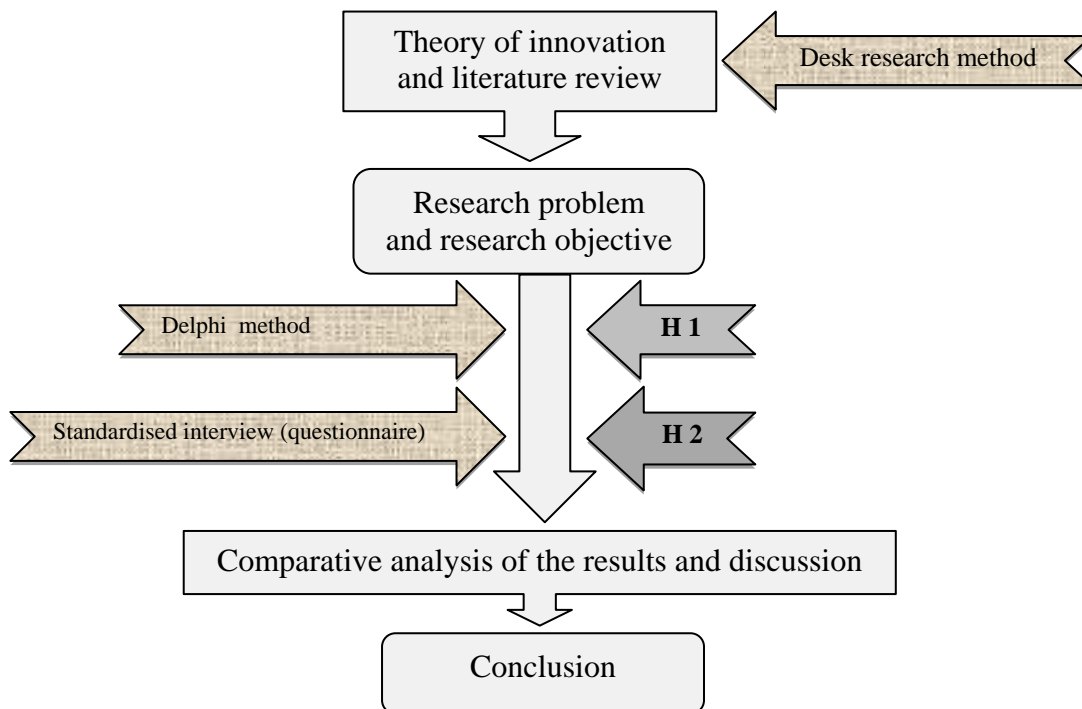 Theory of innovation
and literature review
Desk research method
Research problem
and research objective
Delphi method
H 1
Standardised interview (questionnaire)
H 2
Comparative analysis of the results and discussion
Conclusion